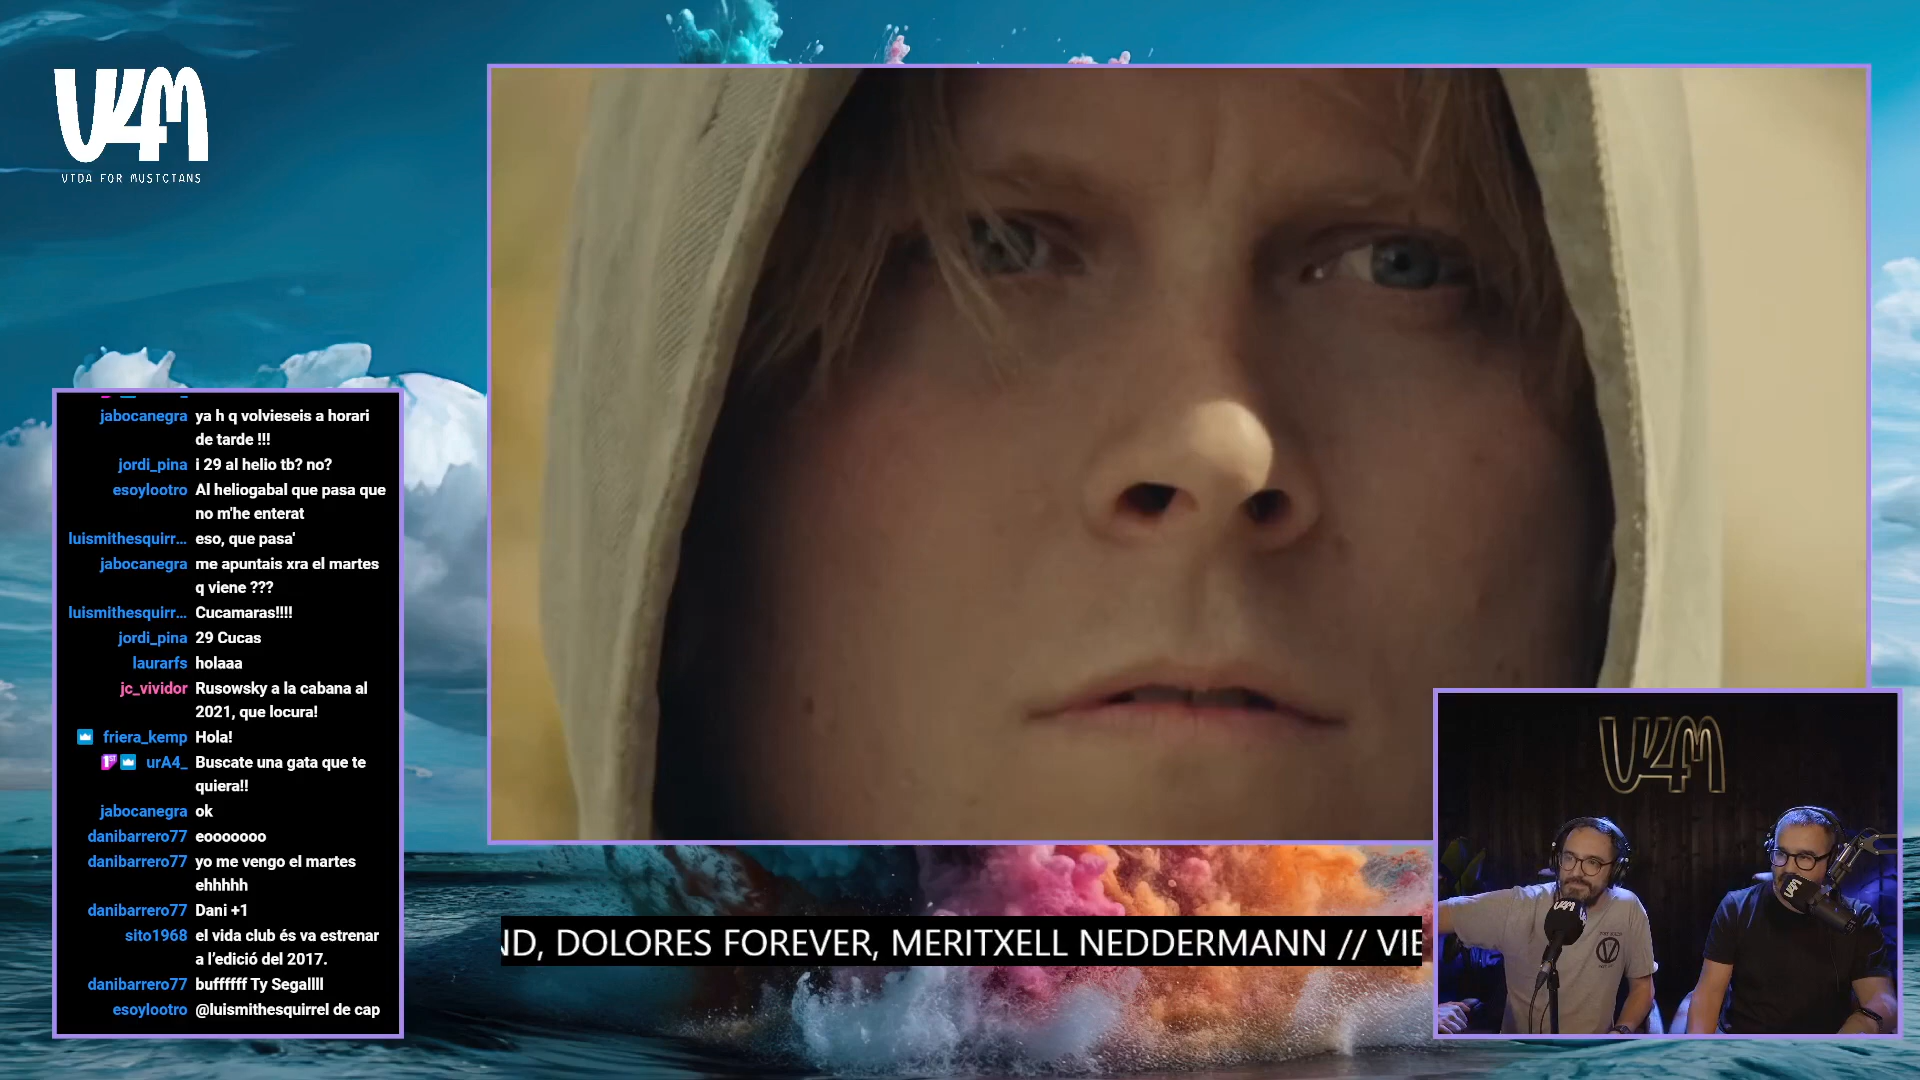 V4M
VIDA FOR MUSICIANS
jabocanegra ya h q volvieseis a horari
de tarde !!!
jordi_pina i 29 al helio tb? no?
esoylootro Al heliogabal que pasa que
no m'he enterat
luismithesquirr... eso, que pasa'
jabocanegra me apuntais xra el martes
q viene ???
luismithesquirr... Cucamaras!!!!
jordi_pina 29 Cucas
laurarfs holaaa
jc_vividor Rusowsky a la cabana al
2021, que locura!
friera_kemp Hola!
1ST urA4_ Buscate una gata que te
quiera!!
jabocanegra ok
danibarrero77 eooooooo
danibarrero77 yo me vengo el martes
ehhhhh
danibarrero77 Dani +1
sito1968 el vida club és va estrenar
a l'edició del 2017.
danibarrero77 buffffff Ty Segallll
esoylootro @luismithesquirrel de cap
ND, DOLORES FOREVER, MERITXELL NEDDERMANN // VIE
V4M
V4M
V4M